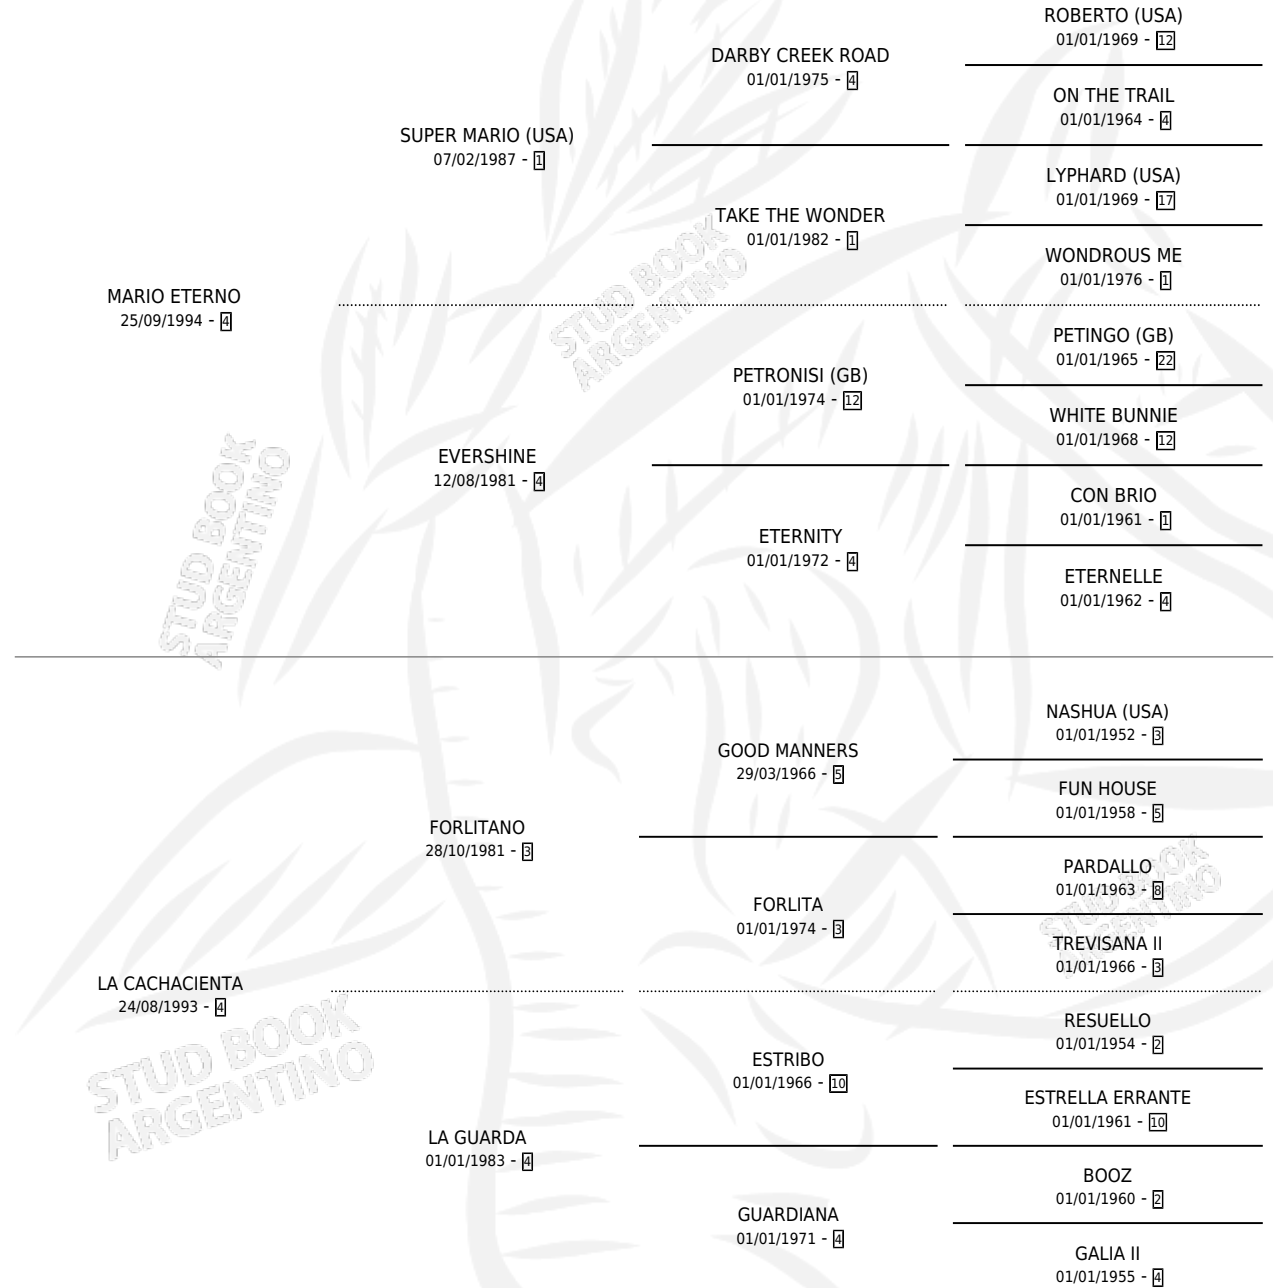 ROBERTO (USA)
01/01/1969 - 12
DARBY CREEK ROAD
01/01/1975 - 4
ON THE TRAIL
01/01/1964 - 4
SUPER MARIO (USA)
07/02/1987 - 1
LYPHARD (USA)
01/01/1969 - 17
TAKE THE WONDER
01/01/1982 - 1
WONDROUS ME
01/01/1976 - 1
MARIO ETERNO
25/09/1994 - 4
PETINGO (GB)
01/01/1965 - 22
PETRONISI (GB)
01/01/1974 - 12
WHITE BUNNIE
01/01/1968 - 12
EVERSHINE
12/08/1981 - 4
CON BRIO
01/01/1961 - 1
ETERNITY
01/01/1972 - 4
ETERNELLE
01/01/1962 - 4
STUD BOOK
ARGENTINO
STUD BOOK
ARGENTINO
NASHUA (USA)
01/01/1952 - 3
GOOD MANNERS
29/03/1966 - 5
FUN HOUSE
01/01/1958 - 5
FORLITANO
28/10/1981 - 3
PARDALLO
01/01/1963 - 8
FORLITA
01/01/1974 - 3
TREVISANA II
01/01/1966 - 3
STUD BOOK
ARGENTINO
LA CACHACIENTA
24/08/1993 - 4
RESUELLO
01/01/1954 - 2
ESTRIBO
01/01/1966 - 10
ESTRELLA ERRANTE
01/01/1961 - 10
STUD BOOK
ARGENTINO
LA GUARDA
01/01/1983 - 4
BOOZ
01/01/1960 - 2
GUARDIANA
01/01/1971 - 4
GALIA II
01/01/1955 - 4